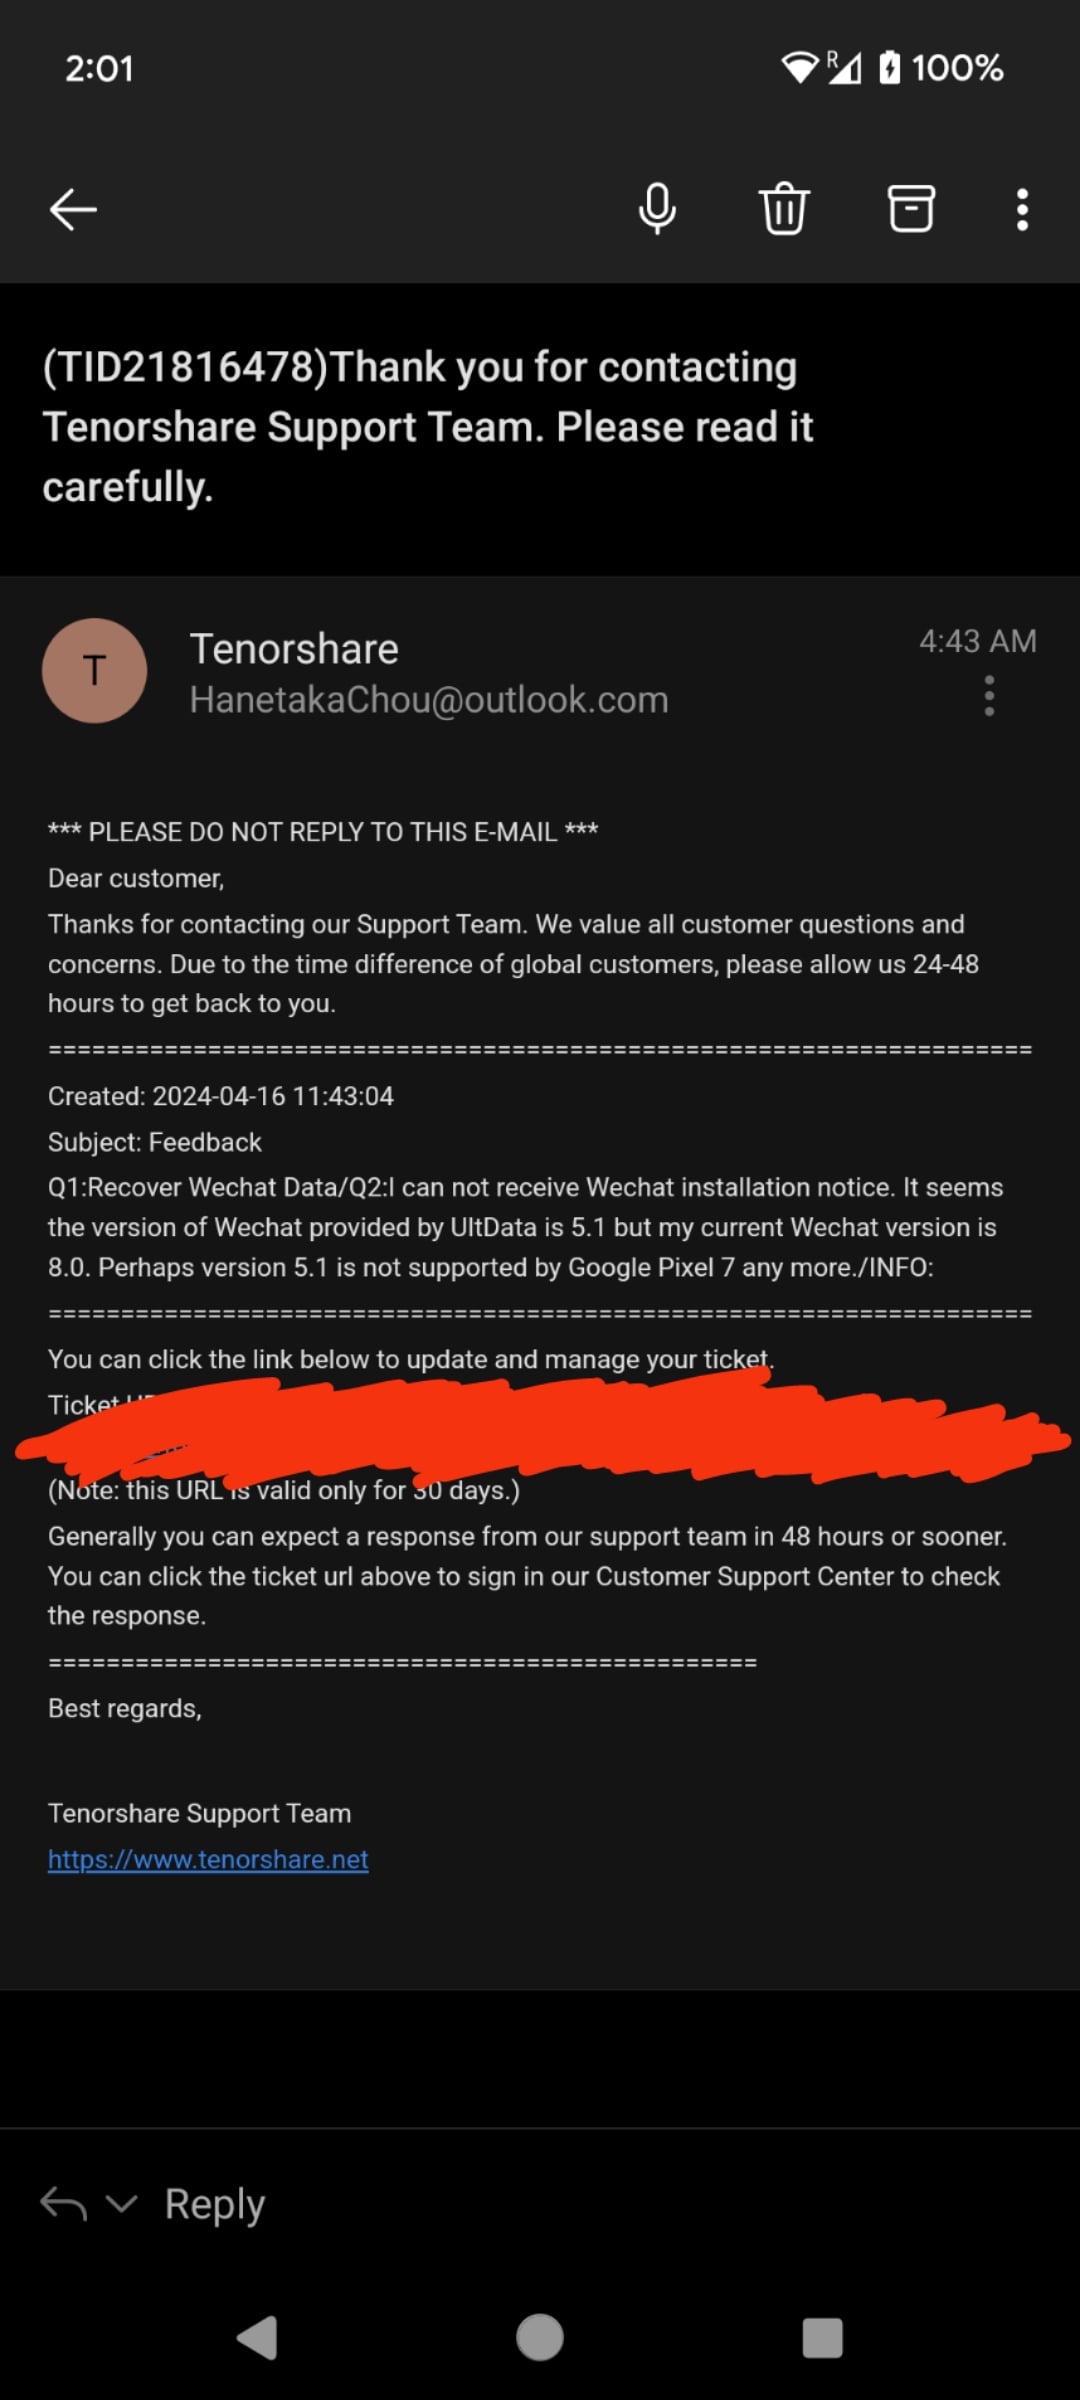 2:01
R
100%
(TID21816478)Thank you for contacting
Tenorshare Support Team. Please read it
carefully.
T
Tenorshare
4:43 AM
HanetakaChou@outlook.com
*** PLEASE DO NOT REPLY TO THIS E-MAIL ***
Dear customer,
Thanks for contacting our Support Team. We value all customer questions and
concerns. Due to the time difference of global customers, please allow us 24-48
hours to get back to you.
====================================================================
Created: 2024-04-16 11:43:04
Subject: Feedback
Q1:Recover Wechat Data/Q2:I can not receive Wechat installation notice. It seems
the version of Wechat provided by UltData is 5.1 but my current Wechat version is
8.0. Perhaps version 5.1 is not supported by Google Pixel 7 any more./INFO:
====================================================================
You can click the link below to update and manage your ticket.
Ticket
(Note: this URL is valid only for 30 days.)
Generally you can expect a response from our support team in 48 hours or sooner.
You can click the ticket url above to sign in our Customer Support Center to check
the response.
=================================================
Best regards,
Tenorshare Support Team
https://www.tenorshare.net
Reply